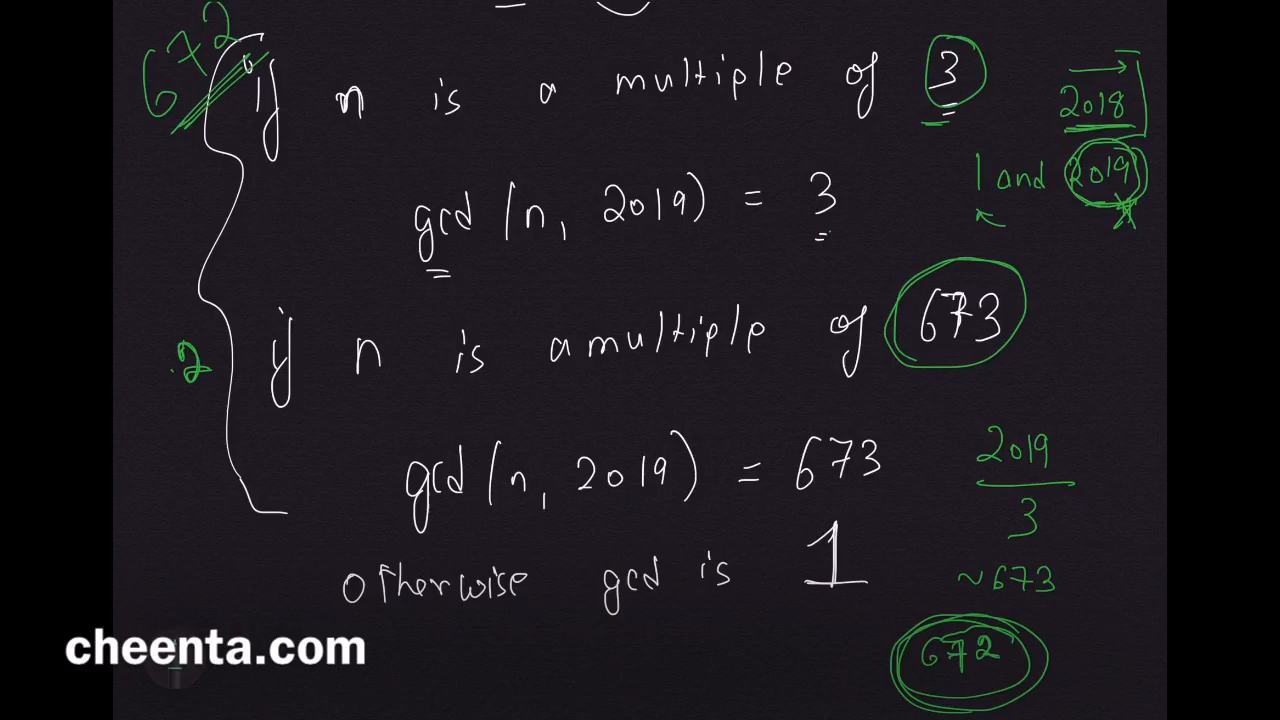 672
If n is a multiple of 3
2018
1 and 2019
gcd (n, 2019) = 3
if n is a multiple of 673
2
gcd (n, 2019) = 673
2019
3
otherwise gcd is 1
~673
672
cheenta.com